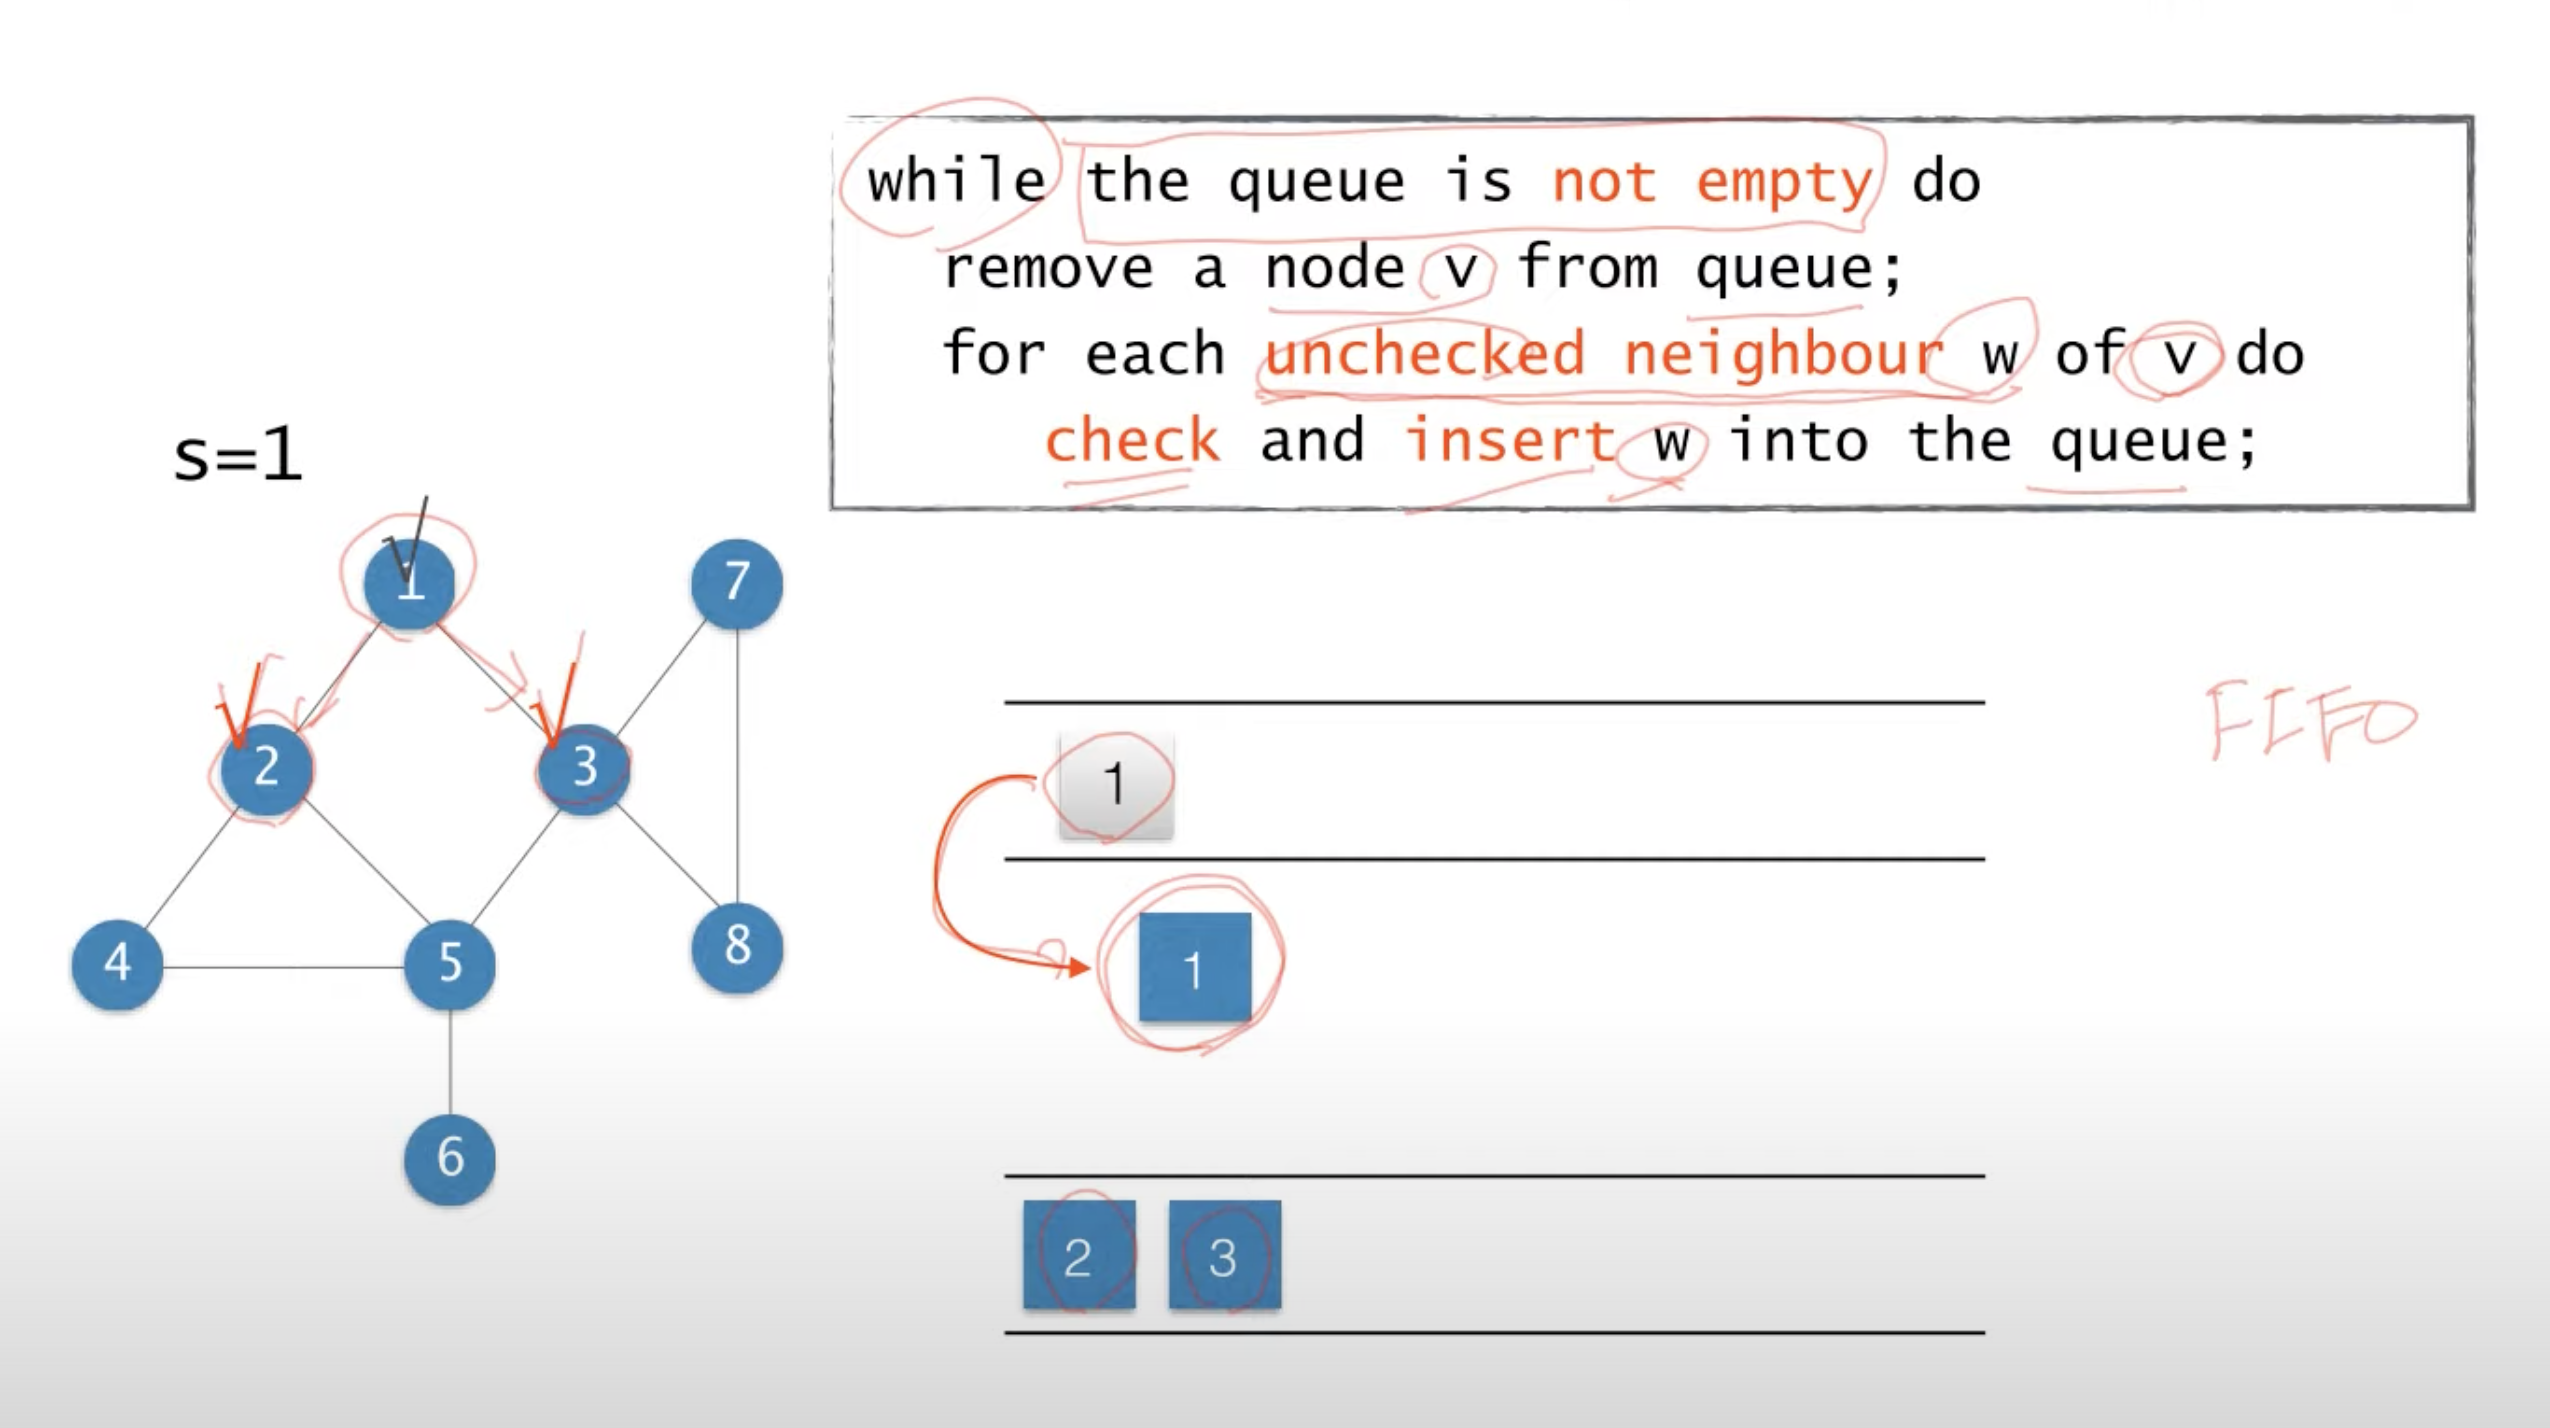 while the queue is not empty do
remove a node v from queue;
for each unchecked neighbour w of v do
check and insert w into the queue;
s=1
1
7
2
3
4
5
8
6
1
FIFO
1
2 3